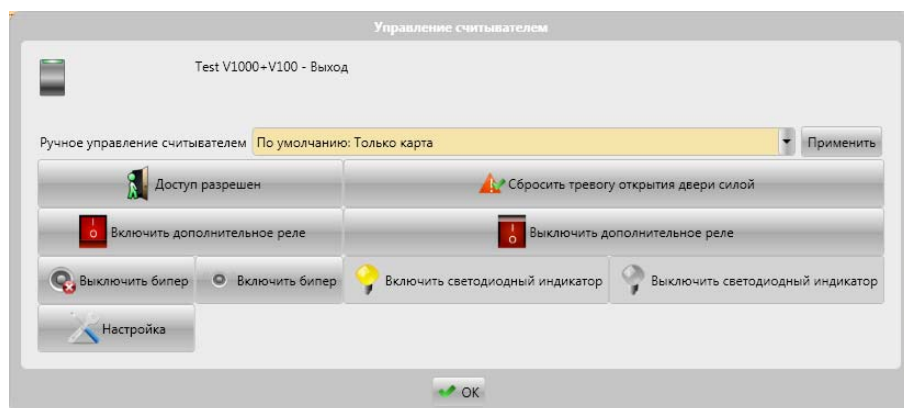 Управление считывателем
Test V1000+V100 - Выход
Ручное управление считывателем По умолчанию: Только карта Применить
Доступ разрешен Сбросить тревогу открытия двери силой
Включить дополнительное реле Выключить дополнительное реле
Выключить бипер Включить бипер Включить светодиодный индикатор Выключить светодиодный индикатор
Настройка
OK